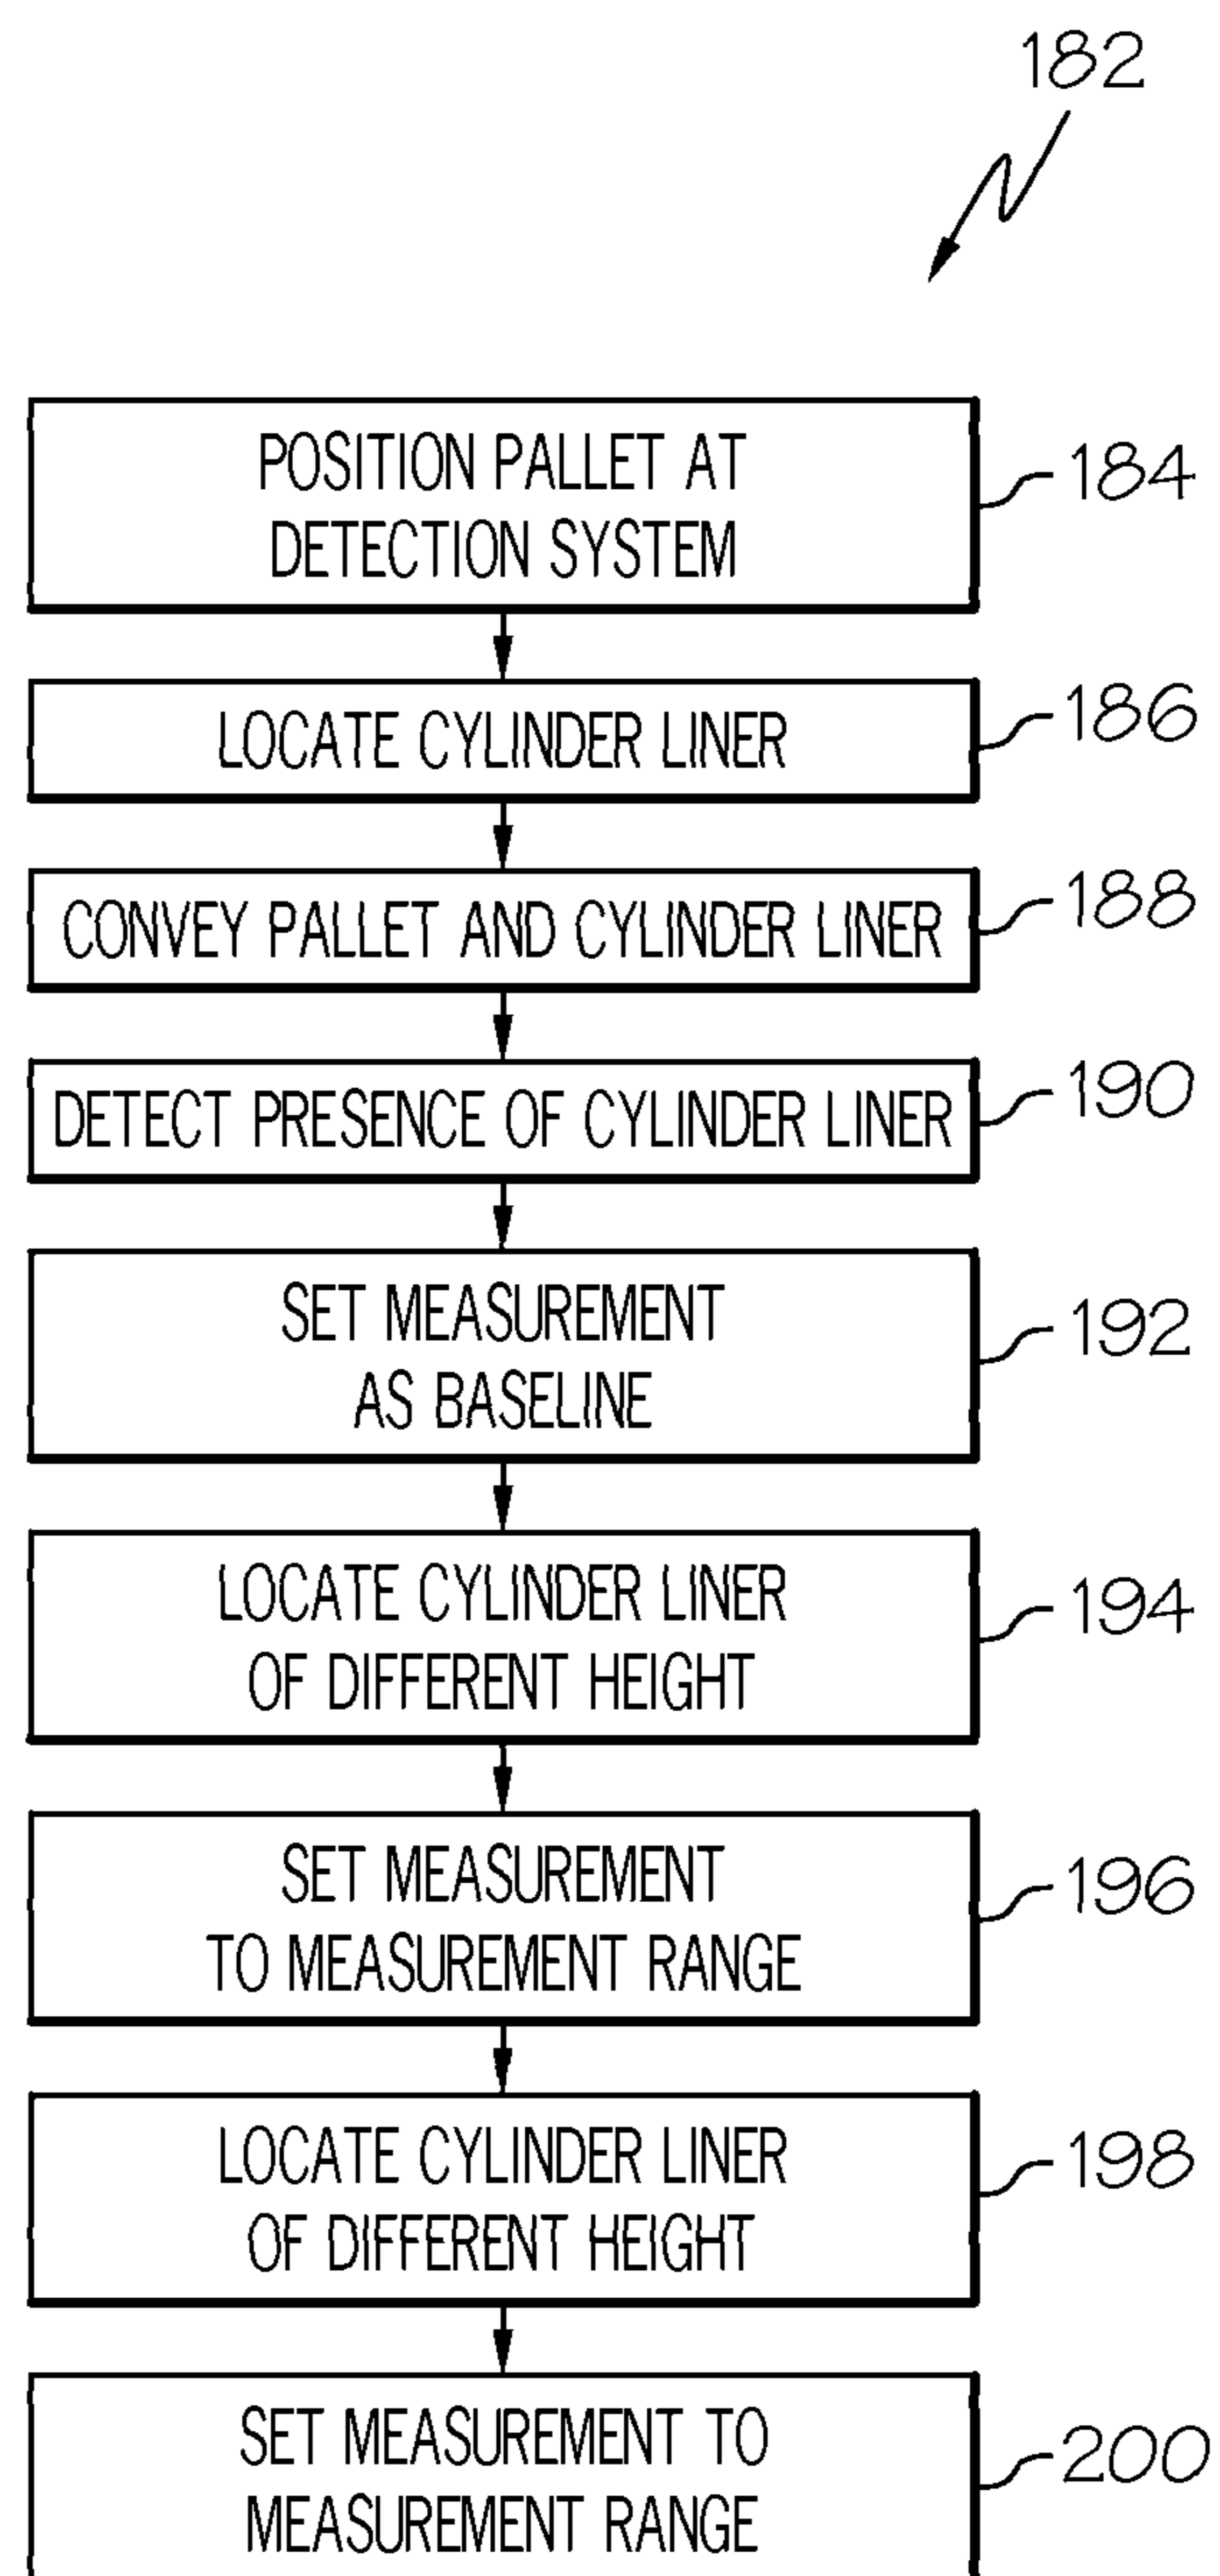 182
POSITION PALLET AT
DETECTION SYSTEM
184
LOCATE CYLINDER LINER
186
CONVEY PALLET AND CYLINDER LINER
188
DETECT PRESENCE OF CYLINDER LINER
190
SET MEASUREMENT
AS BASELINE
192
LOCATE CYLINDER LINER
OF DIFFERENT HEIGHT
194
SET MEASUREMENT
TO MEASUREMENT RANGE
196
LOCATE CYLINDER LINER
OF DIFFERENT HEIGHT
198
SET MEASUREMENT TO
MEASUREMENT RANGE
200